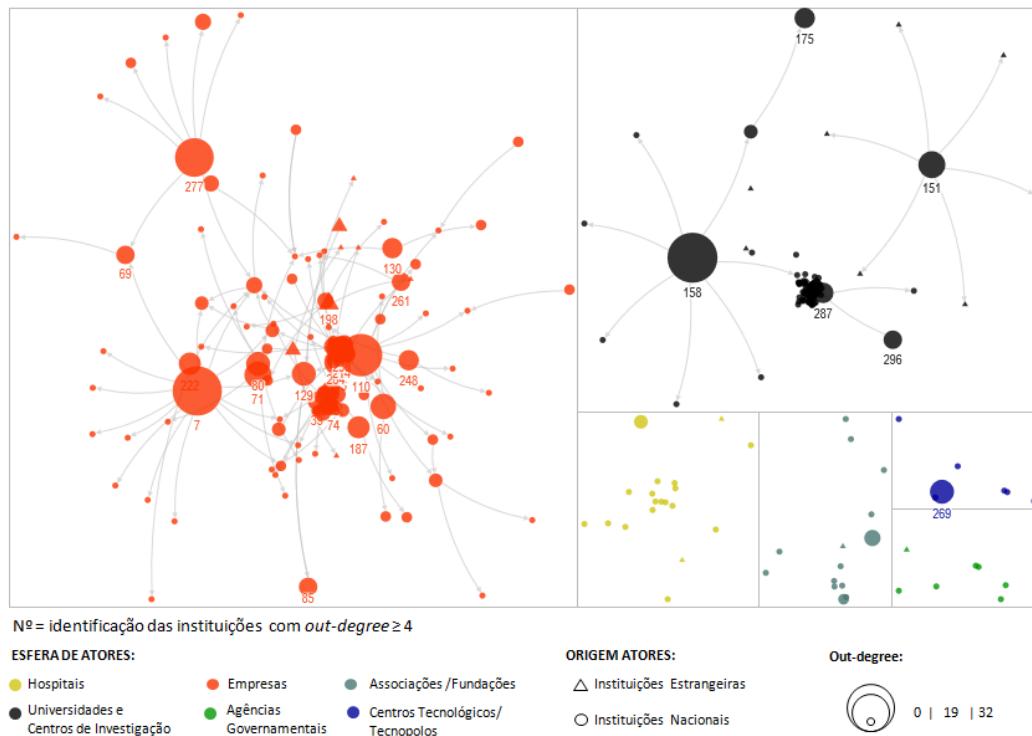 175
277
151
69
130
261
158
198
287
296
222
80
71
129
110
248
7
39
74
60
187
269
85
Nº = identificação das instituições com out-degree ≥ 4
ESFERA DE ATORES:
ORIGEM ATORES:
Out-degree:
Hospitais
Empresas
Associações /Fundações
Instituições Estrangeiras
Universidades e
Centros de Investigação
Agências
Governamentais
Centros Tecnológicos/
Tecnopolos
Instituições Nacionais
0 | 19 | 32